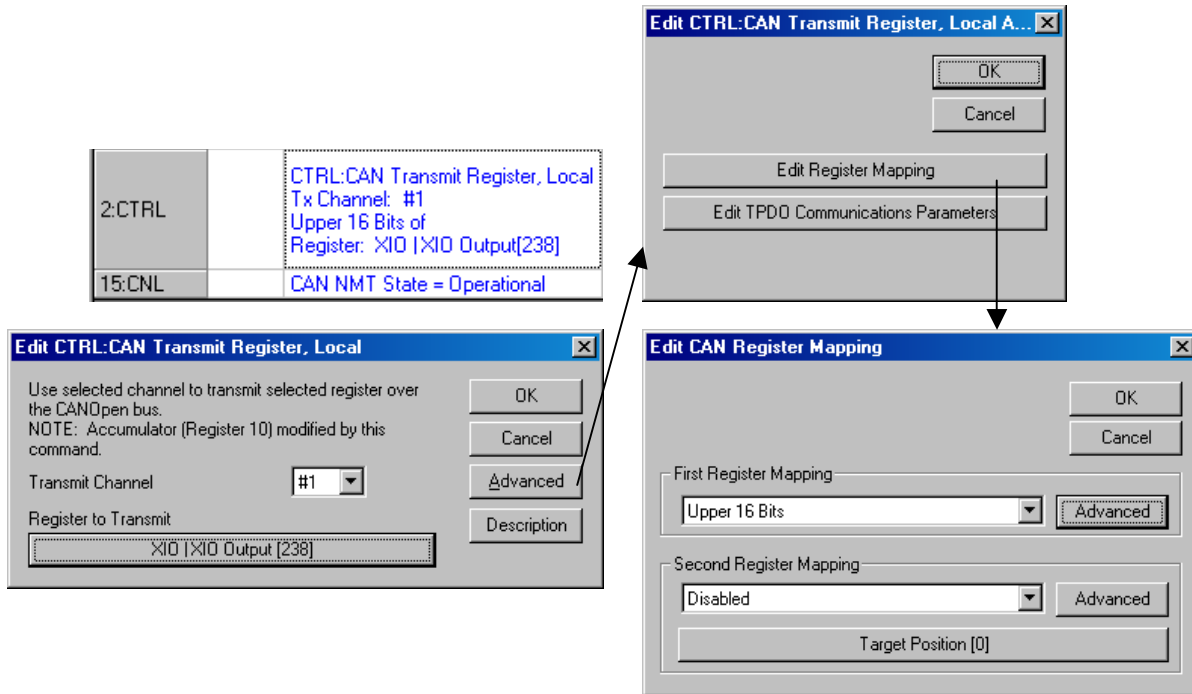 2:CTRL
CTRL:CAN Transmit Register, Local
Tx Channel: #1
Upper 16 Bits of
Register: XIO |XIO Output[238]
15:CNL
CAN NMT State = Operational
Edit CTRL:CAN Transmit Register, Local A...
OK
Cancel
Edit Register Mapping
Edit TPDO Communications Parameters
Edit CTRL:CAN Transmit Register, Local
Use selected channel to transmit selected register over
the CANOpen bus.
NOTE: Accumulator (Register 10) modified by this
command.
Transmit Channel
#1
Register to Transmit
XIO |XIO Output [238]
OK
Cancel
Advanced
Description
Edit CAN Register Mapping
OK
Cancel
First Register Mapping
Upper 16 Bits
Advanced
Second Register Mapping
Disabled
Advanced
Target Position [0]